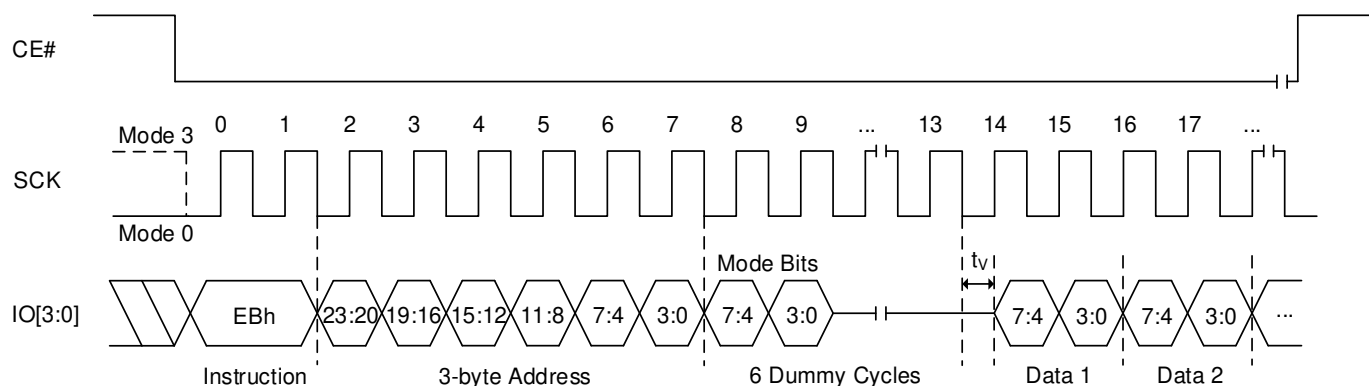 CE#
0 1 2 3 4 5 6 7 8 9 ... 13 14 15 16 17 ...
Mode 3
SCK
Mode 0
Mode Bits
tV
IO[3:0]
EBh 23:20 19:16 15:12 11:8 7:4 3:0 7:4 3:0 7:4 3:0 7:4 3:0 ...
Instruction 3-byte Address 6 Dummy Cycles Data 1 Data 2